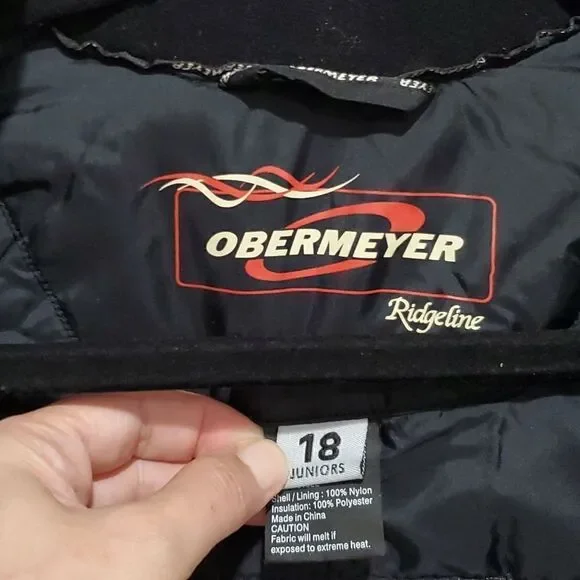 OBERMEYER
OBERMEYER
Ridgeline
18
JUNIORS
Shell / Lining : 100% Nylon
Insulation: 100% Polyester
Made in China
CAUTION
Fabric will melt if
exposed to extreme heat.